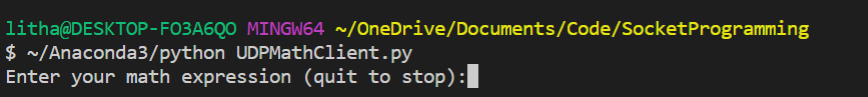 litha@DESKTOP-FO3A6QO MINGW64 ~/OneDrive/Documents/Code/SocketProgramming
$ ~/Anaconda3/python UDPMathClient.py
Enter your math expression (quit to stop):